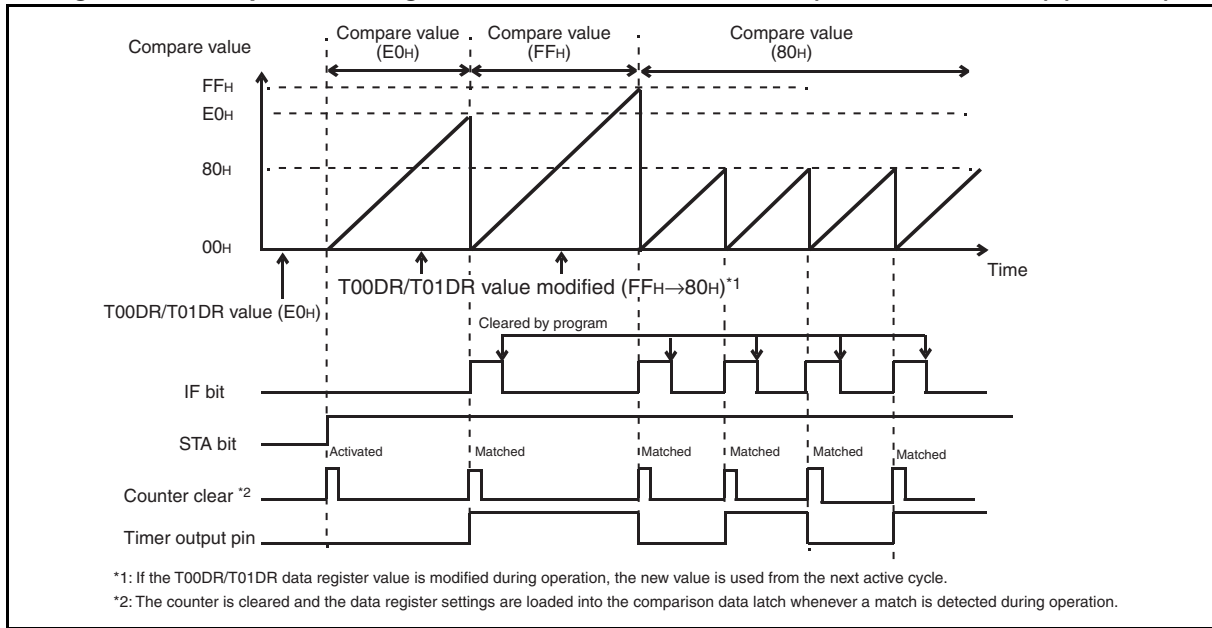 Compare value
Compare value
(E0H)
Compare value
(FFH)
Compare value
(80H)
FFH
E0H
80H
00H
Time
T00DR/T01DR value modified (FFH→80H)*1
T00DR/T01DR value (E0H)
Cleared by program
IF bit
STA bit
Activated
Matched
Matched
Matched
Matched
Matched
Counter clear *2
Timer output pin
*1: If the T00DR/T01DR data register value is modified during operation, the new value is used from the next active cycle.
*2: The counter is cleared and the data register settings are loaded into the comparison data latch whenever a match is detected during operation.